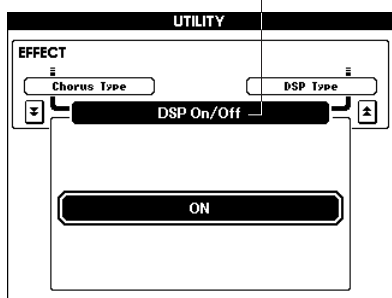 UTILITY
EFFECT
Chorus Type
DSP Type
DSP On/Off
ON